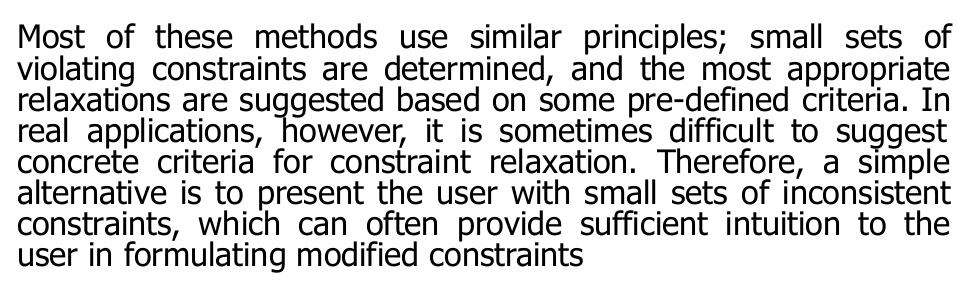 Most of these methods use similar principles; small sets of
violating constraints are determined, and the most appropriate
relaxations are suggested based on some pre-defined criteria. In
real applications, however, it is sometimes difficult to suggest
concrete criteria for constraint relaxation. Therefore, a simple
alternative is to present the user with small sets of inconsistent
constraints, which can often provide sufficient intuition to the
user in formulating modified constraints